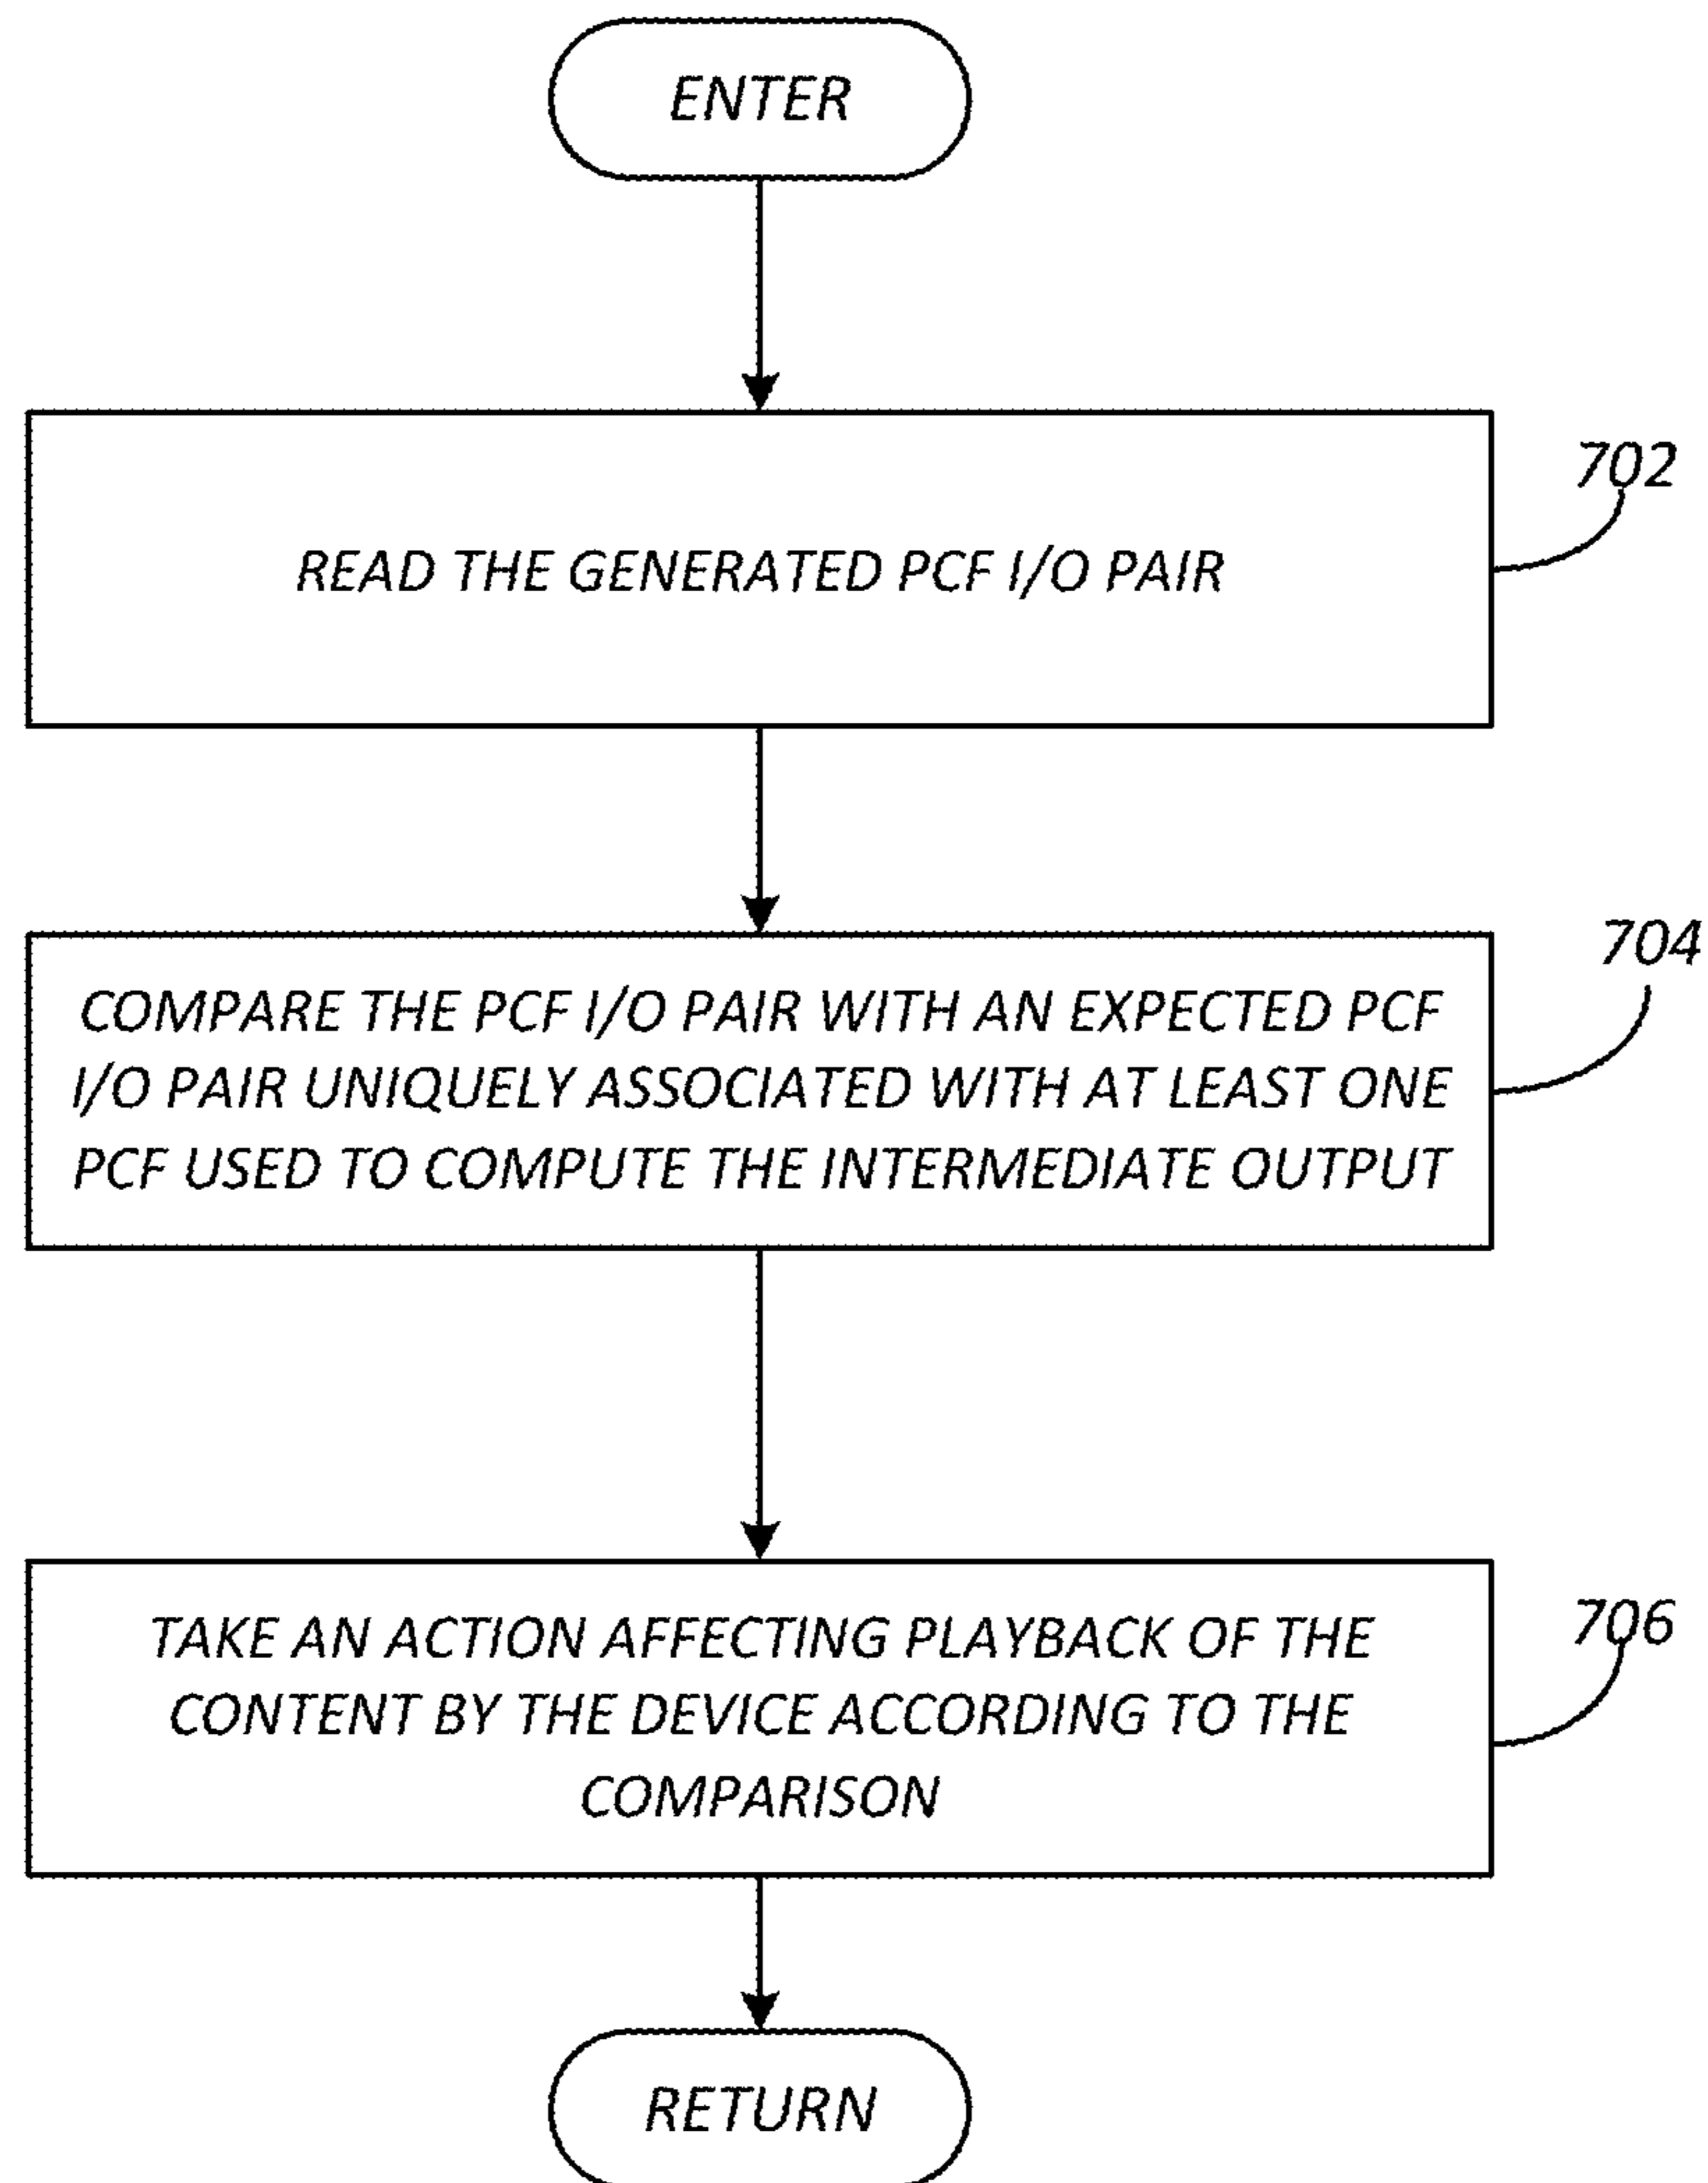 ENTER
702
READ THE GENERATED PCF I/O PAIR
704
COMPARE THE PCF I/O PAIR WITH AN EXPECTED PCF
I/O PAIR UNIQUELY ASSOCIATED WITH AT LEAST ONE
PCF USED TO COMPUTE THE INTERMEDIATE OUTPUT
706
TAKE AN ACTION AFFECTING PLAYBACK OF THE
CONTENT BY THE DEVICE ACCORDING TO THE
COMPARISON
RETURN